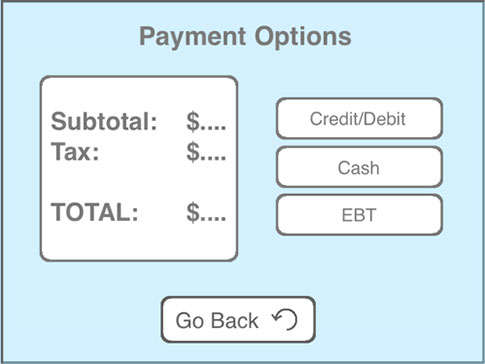 Payment Options
Subtotal: $....
Tax: $....
TOTAL: $....
Credit/Debit
Cash
EBT
Go Back